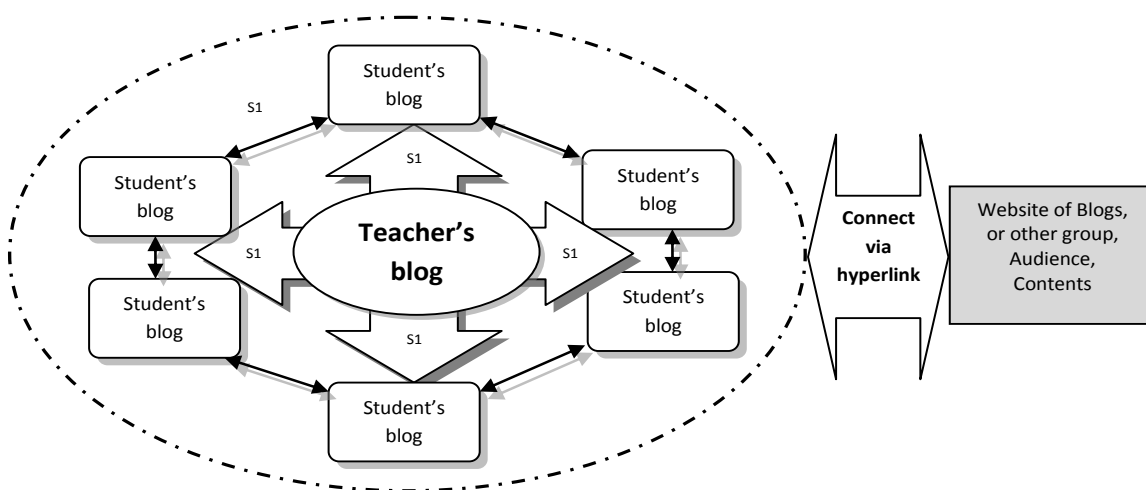 Student's
blog
S1
S1
Student's
blog
Student's
blog
Teacher's
blog
S1
S1
Student's
blog
Student's
blog
S1
Student's
blog
Connect
via
hyperlink
Website of Blogs,
or other group,
Audience,
Contents